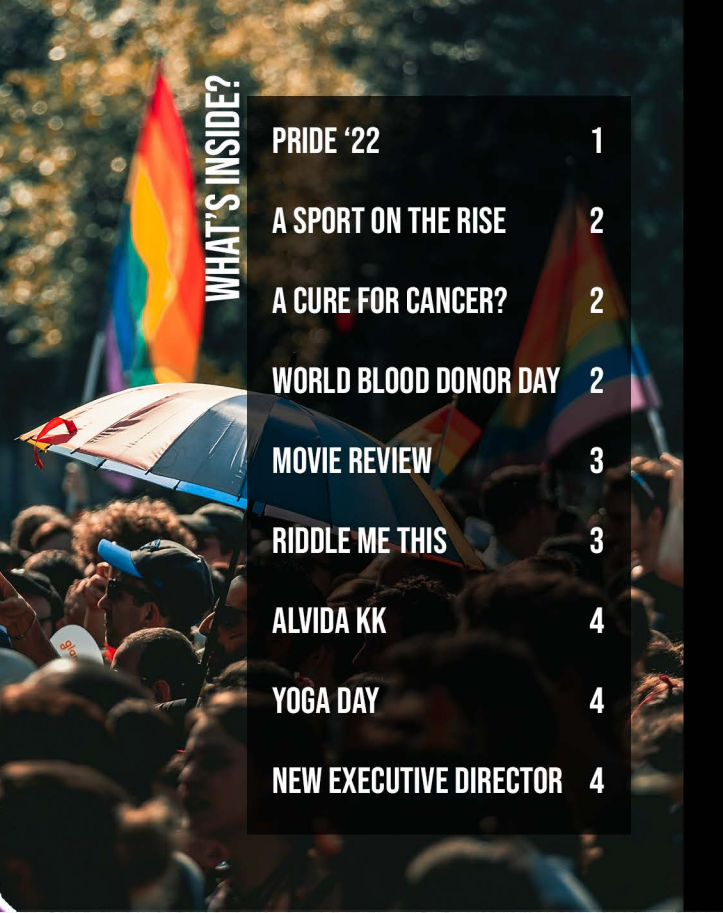 WHAT'S INSIDE?
PRIDE ‘22 1
A SPORT ON THE RISE 2
A CURE FOR CANCER? 2
WORLD BLOOD DONOR DAY 2
MOVIE REVIEW 3
RIDDLE ME THIS 3
ALVIDA KK 4
YOGA DAY 4
NEW EXECUTIVE DIRECTOR 4